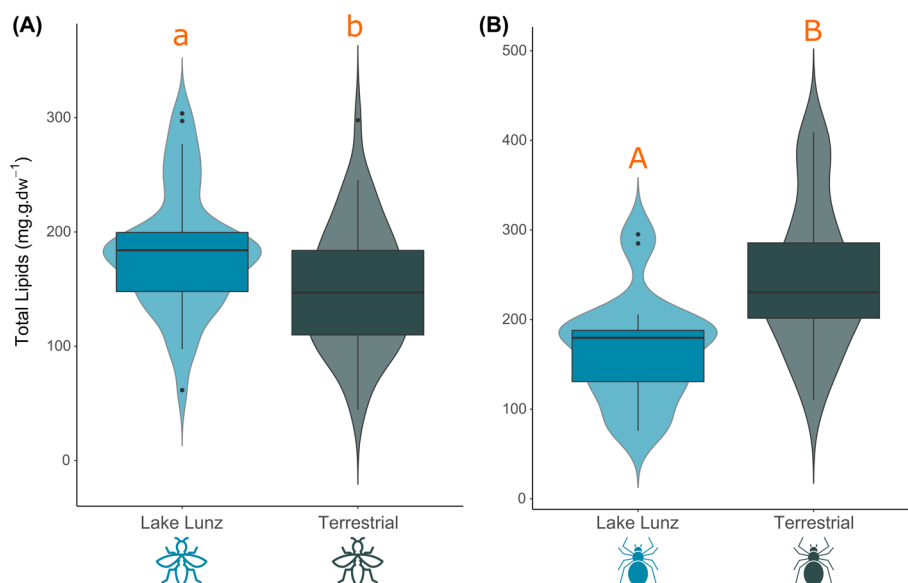 (A)
a
b
Total Lipids (mg.g.dw⁻¹)
300
200
100
0
Lake Lunz
Terrestrial
(B)
A
B
500
400
300
200
100
0
Lake Lunz
Terrestrial